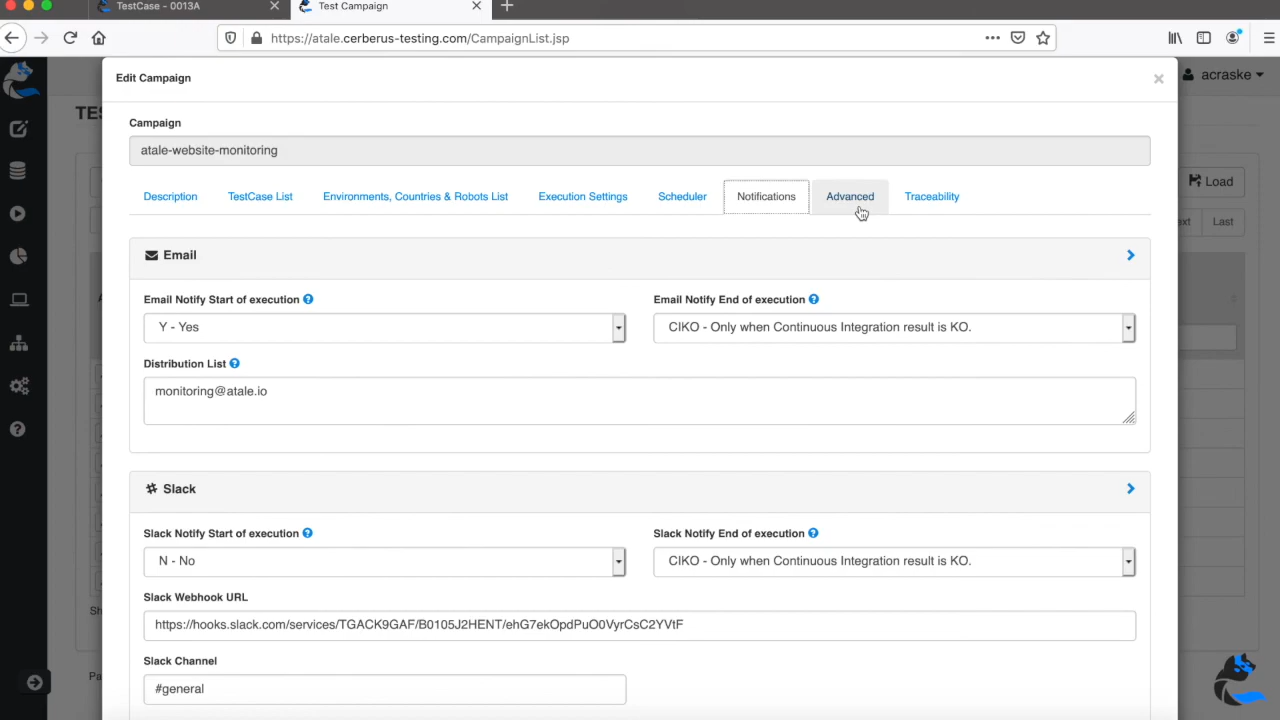 TestCase - 0013A
Test Campaign
https://atale.cerberus-testing.com/CampaignList.jsp
Edit Campaign
acraske
TES
Campaign
atale-website-monitoring
Load
Description TestCase List Environments, Countries & Robots List Execution Settings Scheduler Notifications Advanced Traceability
ext Last
Email
Email Notify Start of execution Email Notify End of execution
Y - Yes CIKO - Only when Continuous Integration result is KO.
Distribution List
monitoring@atale.io
Slack
Slack Notify Start of execution Slack Notify End of execution
N - No CIKO - Only when Continuous Integration result is KO.
Slack Webhook URL
https://hooks.slack.com/services/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
Sh
Slack Channel
Pa
#general